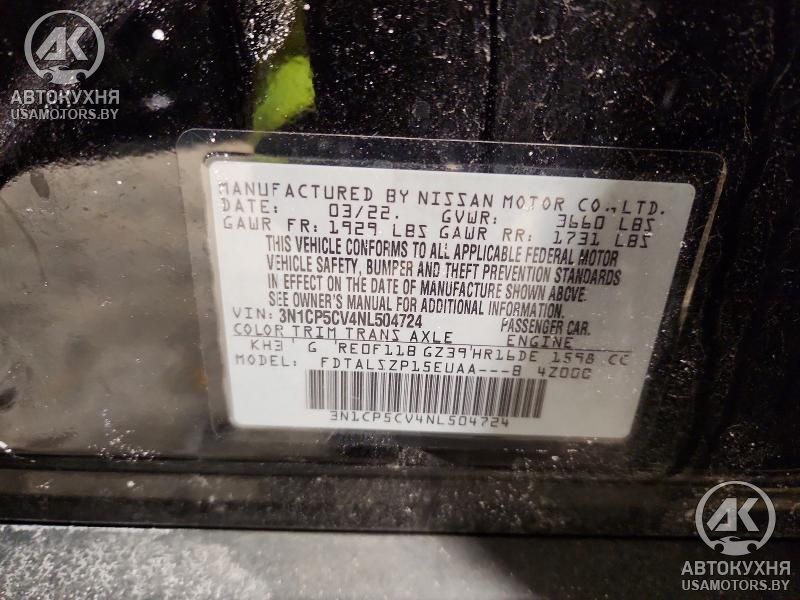 AK
АВТОКУХНЯ
USAMOTORS.BY
MANUFACTURED BY NISSAN MOTOR CO., LTD.
DATE: 03/22. GVWR: 3660 LBS
GAWR FR: 1929 LBS GAWR RR: 1731 LBS
THIS VEHICLE CONFORMS TO ALL APPLICABLE FEDERAL MOTOR
VEHICLE SAFETY, BUMPER AND THEFT PREVENTION STANDARDS
IN EFFECT ON THE DATE OF MANUFACTURE SHOWN ABOVE.
SEE OWNER'S MANUAL FOR ADDITIONAL INFORMATION.
VIN: 3N1CP5CV4NL504724 PASSENGER CAR.
COLOR TRIM TRANS AXLE ENGINE
KH3 G RE0F11B GZ39 HR16DE 1598 CC
MODEL: FDTALSZP15EUAA---B 4Z00C
3N1CP5CV4NL504724
AK
АВТОКУХНЯ
USAMOTORS.BY